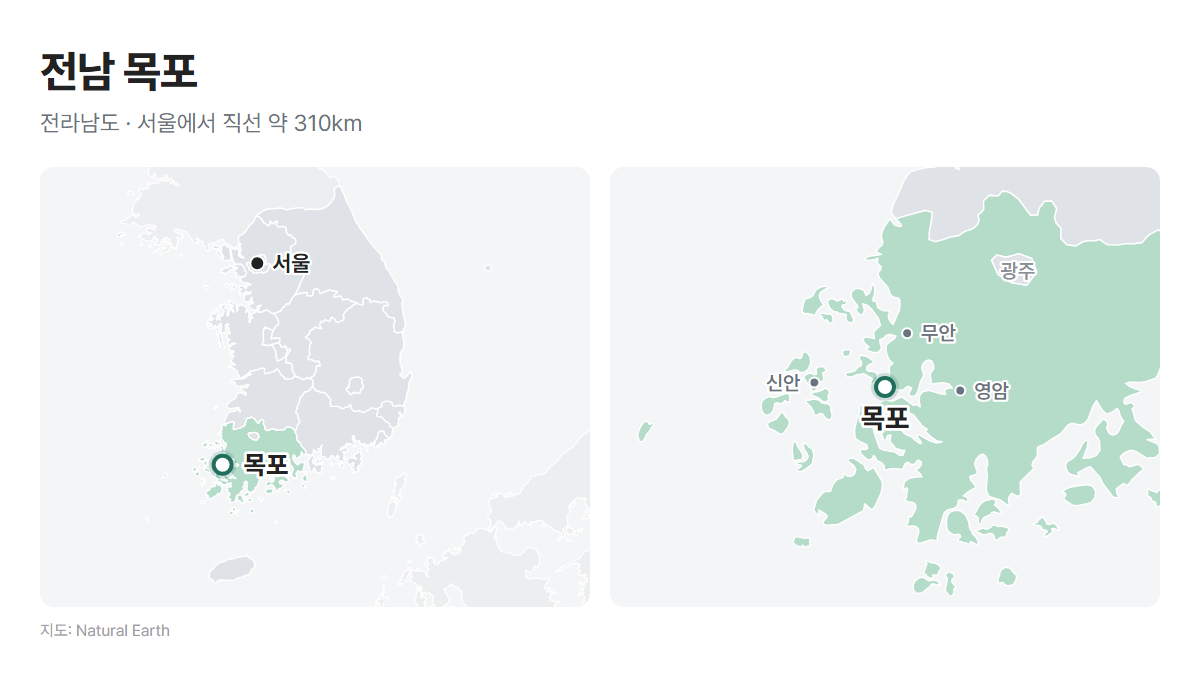 전남 목포
전라남도 · 서울에서 직선 약 310km
서울
목포
광주
무안
신안
영암
목포
지도: Natural Earth